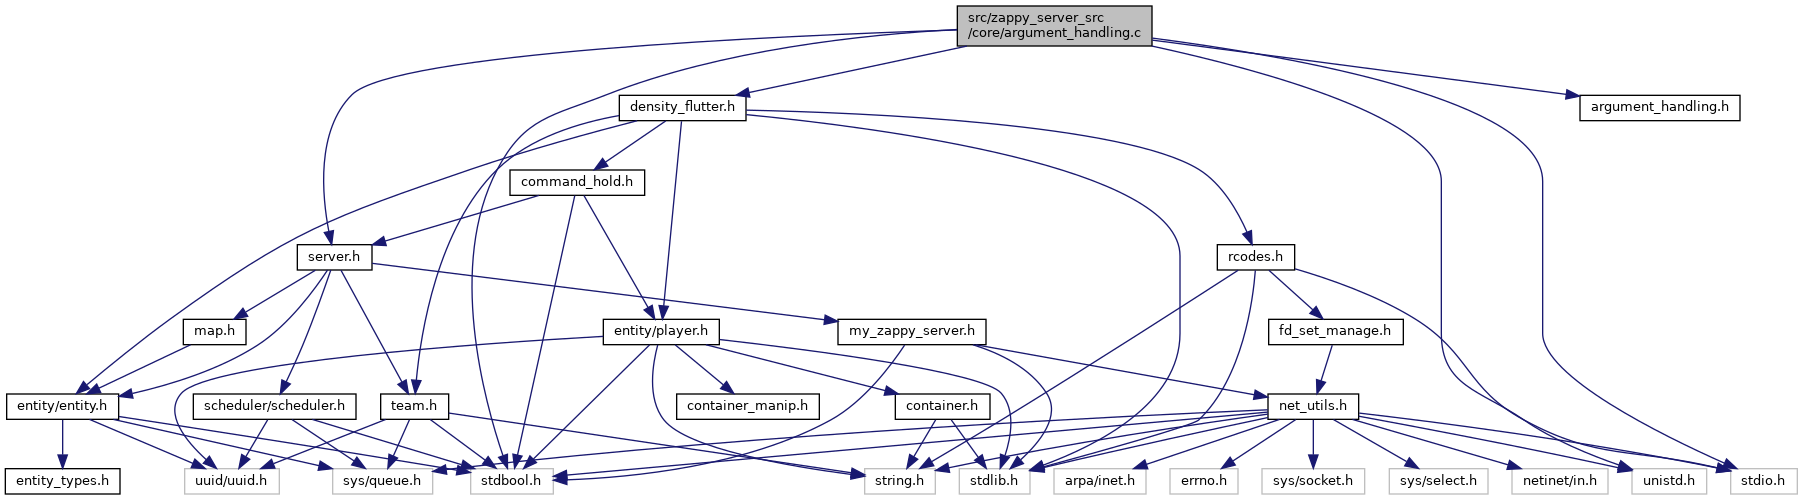 src/zappy_server_src
/core/argument_handling.c
density_flutter.h
argument_handling.h
command_hold.h
server.h
rcodes.h
map.h
entity/player.h
my_zappy_server.h
fd_set_manage.h
entity/entity.h
scheduler/scheduler.h
team.h
container_manip.h
container.h
net_utils.h
entity_types.h
uuid/uuid.h
sys/queue.h
stdbool.h
string.h
stdlib.h
arpa/inet.h
errno.h
sys/socket.h
sys/select.h
netinet/in.h
unistd.h
stdio.h